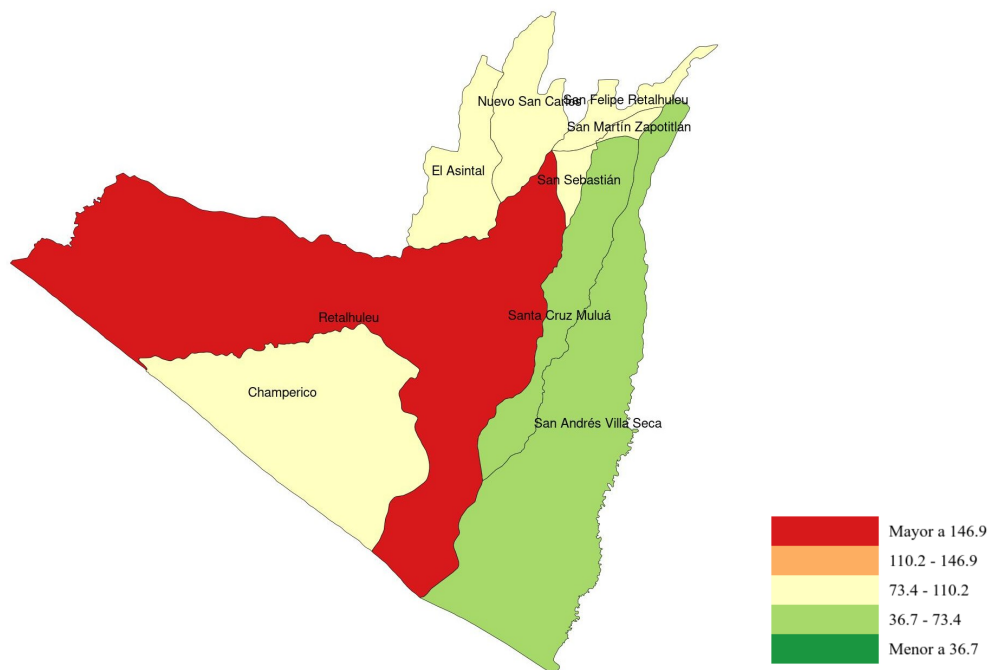 San Felipe Retalhuleu
Nuevo San Carlos
San Martín Zapotitlán
El Asintal
San Sebastián
Santa Cruz Muluá
Retalhuleu
Champerico
San Andrés Villa Seca
Mayor a 146.9
110.2 - 146.9
73.4 - 110.2
36.7 - 73.4
Menor a 36.7